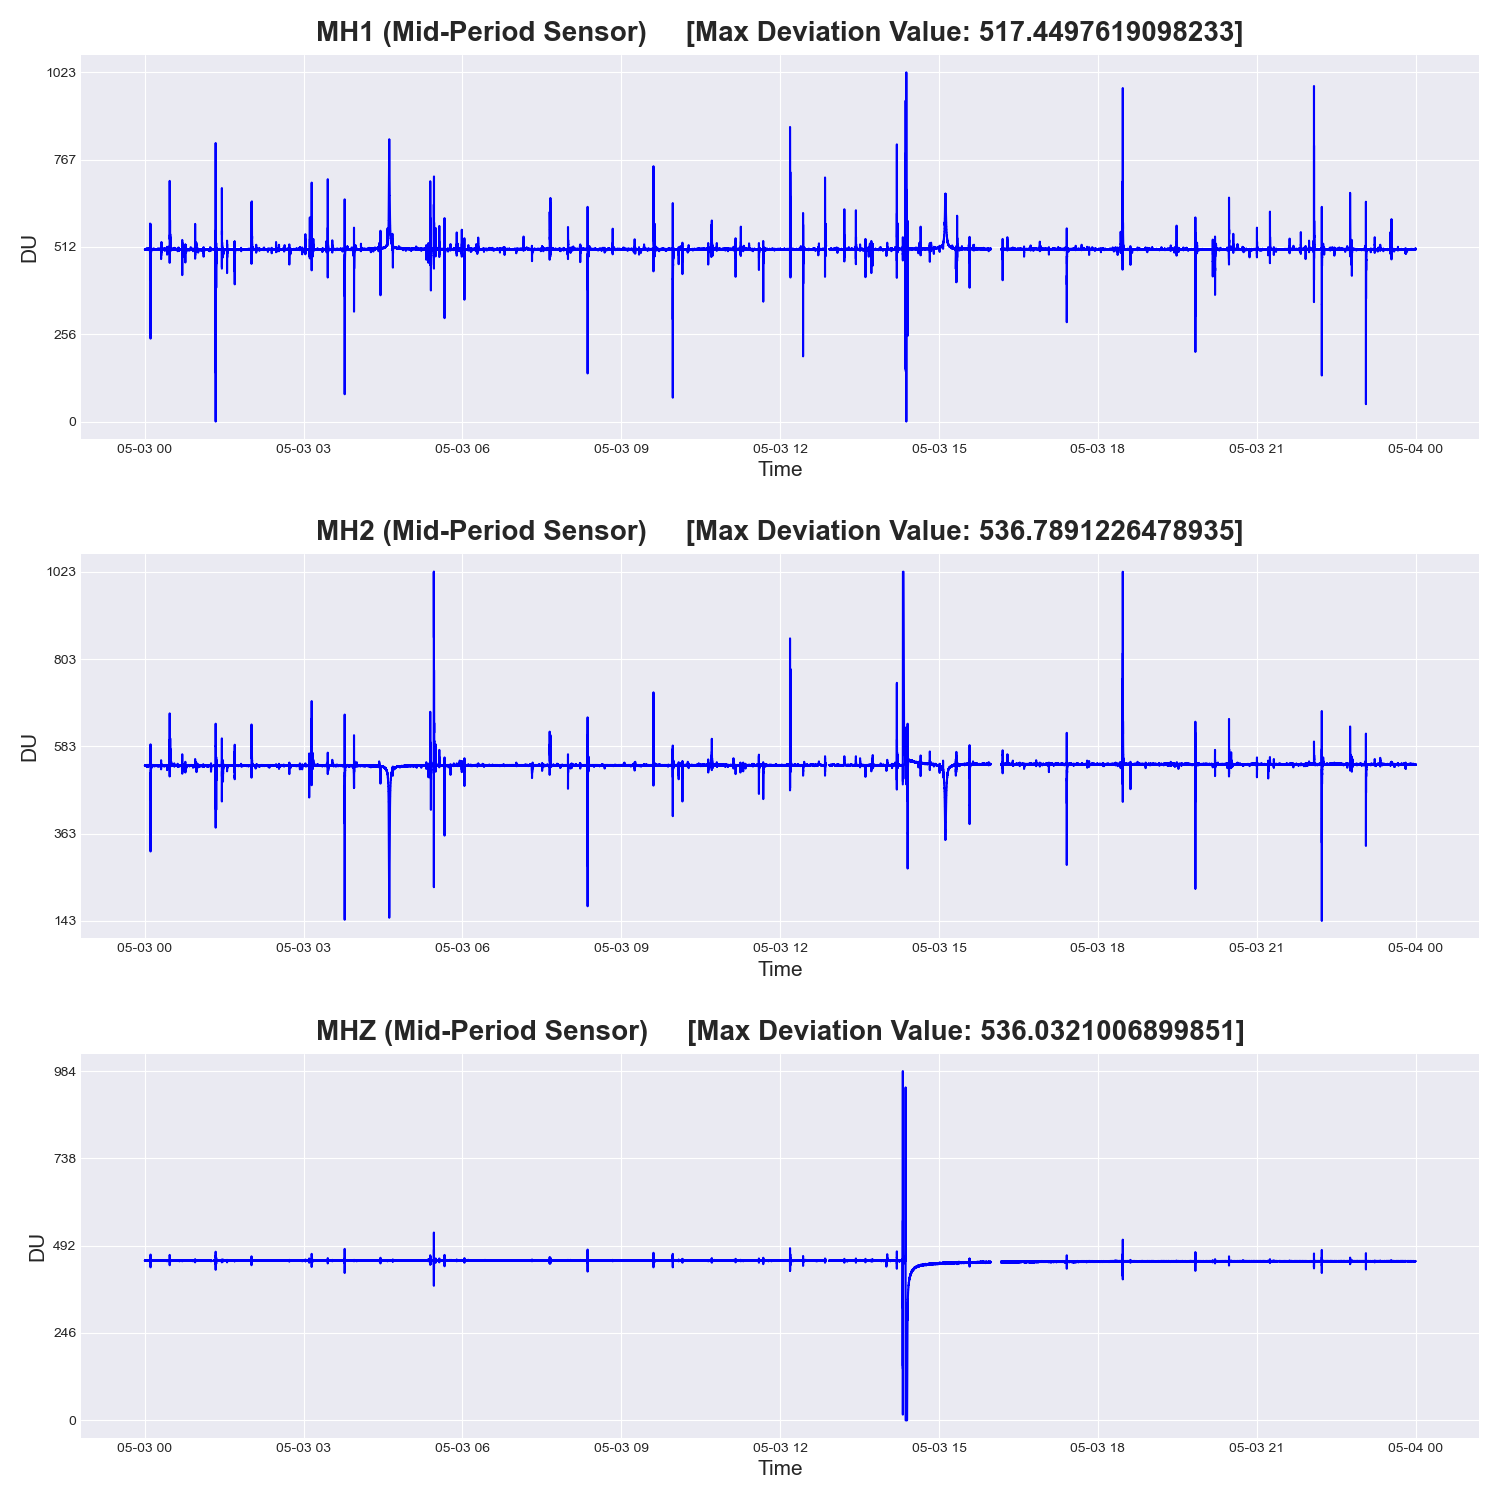 MH1 (Mid-Period Sensor) [Max Deviation Value: 517.4497619098233]
1023
767
512
256
0
DU
05-03 00 05-03 03 05-03 06 05-03 09 05-03 12 05-03 15 05-03 18 05-03 21 05-04 00
Time
MH2 (Mid-Period Sensor) [Max Deviation Value: 536.7891226478935]
1023
803
583
363
143
DU
05-03 00 05-03 03 05-03 06 05-03 09 05-03 12 05-03 15 05-03 18 05-03 21 05-04 00
Time
MHZ (Mid-Period Sensor) [Max Deviation Value: 536.0321006899851]
984
738
492
246
0
DU
05-03 00 05-03 03 05-03 06 05-03 09 05-03 12 05-03 15 05-03 18 05-03 21 05-04 00
Time